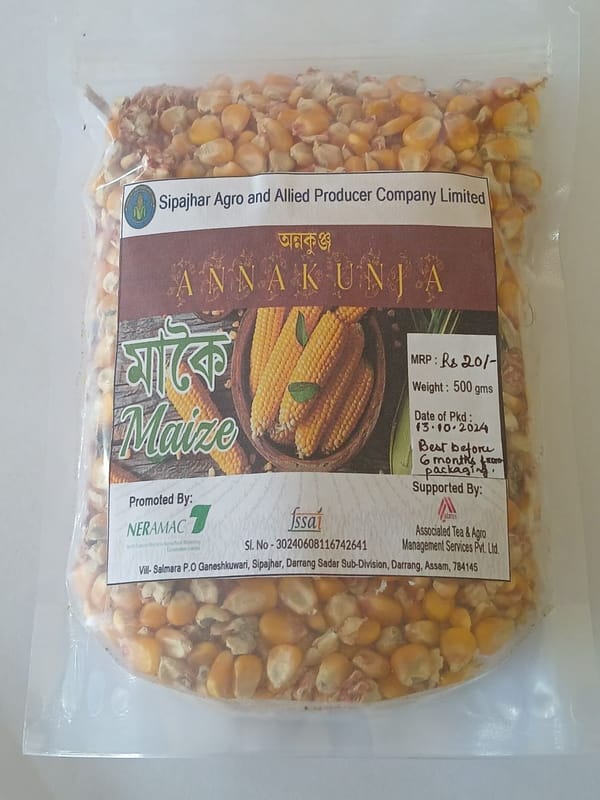 Sipajhar Agro and Allied Producer Company Limited
অন্নকুঞ্জ
ANNAKUNJA
মাকৈ
Maize
MRP : Rs 20/-
Weight : 500 gms
Date of Pkd :
13.10.2024
Best before
6 months from
packaging.
Promoted By:
NERAMAC
fssai
Sl. No - 30240608116742641
Supported By:
Associated Tea & Agro
Management Services Pvt. Ltd.
Vill- Salmara P.O Ganeshkuwari, Sipajhar, Darrang Sadar Sub-Division, Darrang, Assam, 784145